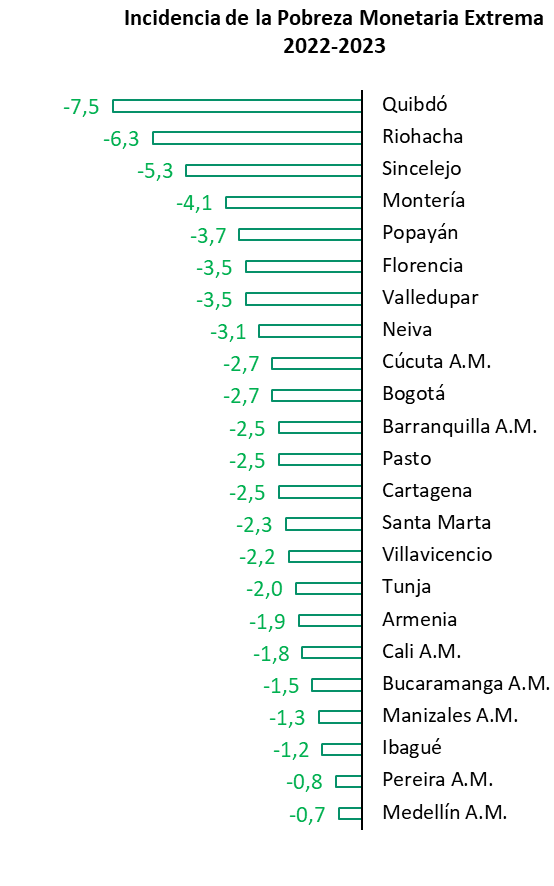 Incidencia de la Pobreza Monetaria Extrema
2022-2023
-7,5 Quibdó
-6,3 Riohacha
-5,3 Sincelejo
-4,1 Montería
-3,7 Popayán
-3,5 Florencia
-3,5 Valledupar
-3,1 Neiva
-2,7 Cúcuta A.M.
-2,7 Bogotá
-2,5 Barranquilla A.M.
-2,5 Pasto
-2,5 Cartagena
-2,3 Santa Marta
-2,2 Villavicencio
-2,0 Tunja
-1,9 Armenia
-1,8 Cali A.M.
-1,5 Bucaramanga A.M.
-1,3 Manizales A.M.
-1,2 Ibagué
-0,8 Pereira A.M.
-0,7 Medellín A.M.